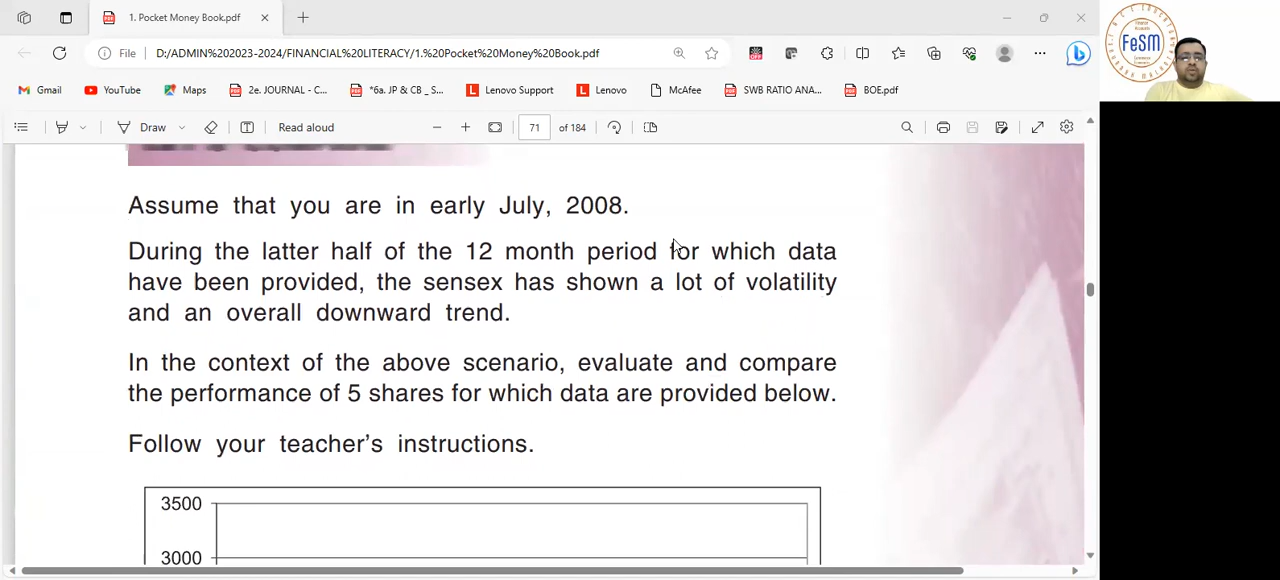 1. Pocket Money Book.pdf
File
D:/ADMIN%202023-2024/FINANCIAL%20LITERACY/1.%20Pocket%20Money%20Book.pdf
Gmail YouTube Maps 2e. JOURNAL - C... *6a. JP & CB _ S... Lenovo Support Lenovo McAfee SWB RATIO ANA... BOE.pdf
Draw Read aloud 71 of 184
FeSM
Assume that you are in early July, 2008.
During the latter half of the 12 month period for which data
have been provided, the sensex has shown a lot of volatility
and an overall downward trend.
In the context of the above scenario, evaluate and compare
the performance of 5 shares for which data are provided below.
Follow your teacher's instructions.
3500
3000